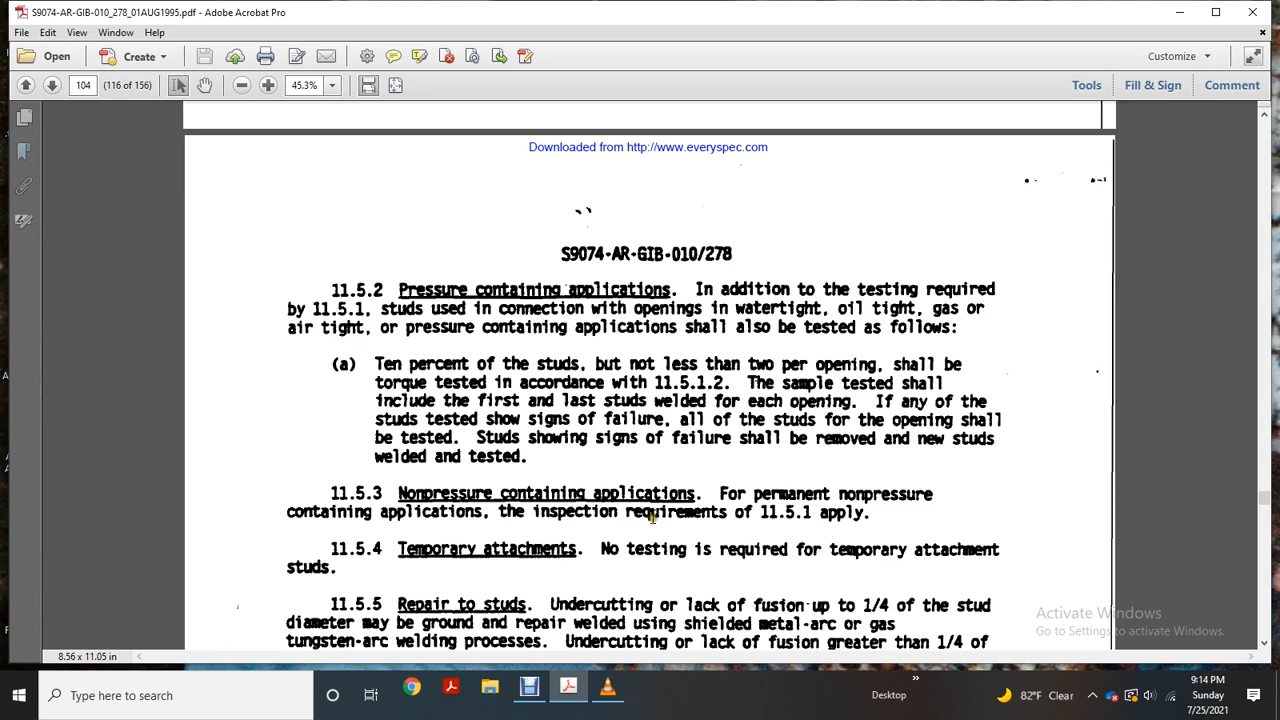 S9074-AR-GIB-010_278_01AUG1995.pdf - Adobe Acrobat Pro
File Edit View Window Help
Open Create Customize
104 (116 of 156) 45.3% Tools Fill & Sign Comment
Downloaded from http://www.everyspec.com
S9074-AR-GIB-010/278
11.5.2 Pressure containing applications. In addition to the testing required
by 11.5.1, studs used in connection with openings in watertight, oil tight, gas or
air tight, or pressure containing applications shall also be tested as follows:
(a) Ten percent of the studs, but not less than two per opening, shall be
torque tested in accordance with 11.5.1.2. The sample tested shall
include the first and last studs welded for each opening. If any of the
studs tested show signs of failure, all of the studs for the opening shall
be tested. Studs showing signs of failure shall be removed and new studs
welded and tested.
11.5.3 Nonpressure containing applications. For permanent nonpressure
containing applications, the inspection requirements of 11.5.1 apply.
11.5.4 Temporary attachments. No testing is required for temporary attachment
studs.
11.5.5 Repair to studs. Undercutting or lack of fusion up to 1/4 of the stud
diameter may be ground and repair welded using shielded metal-arc or gas
tungsten-arc welding processes. Undercutting or lack of fusion greater than 1/4 of
Activate Windows
Go to Settings to activate Windows.
8.56 x 11.05 in
Type here to search
Desktop
82°F Clear
9:14 PM
Sunday
7/25/2021